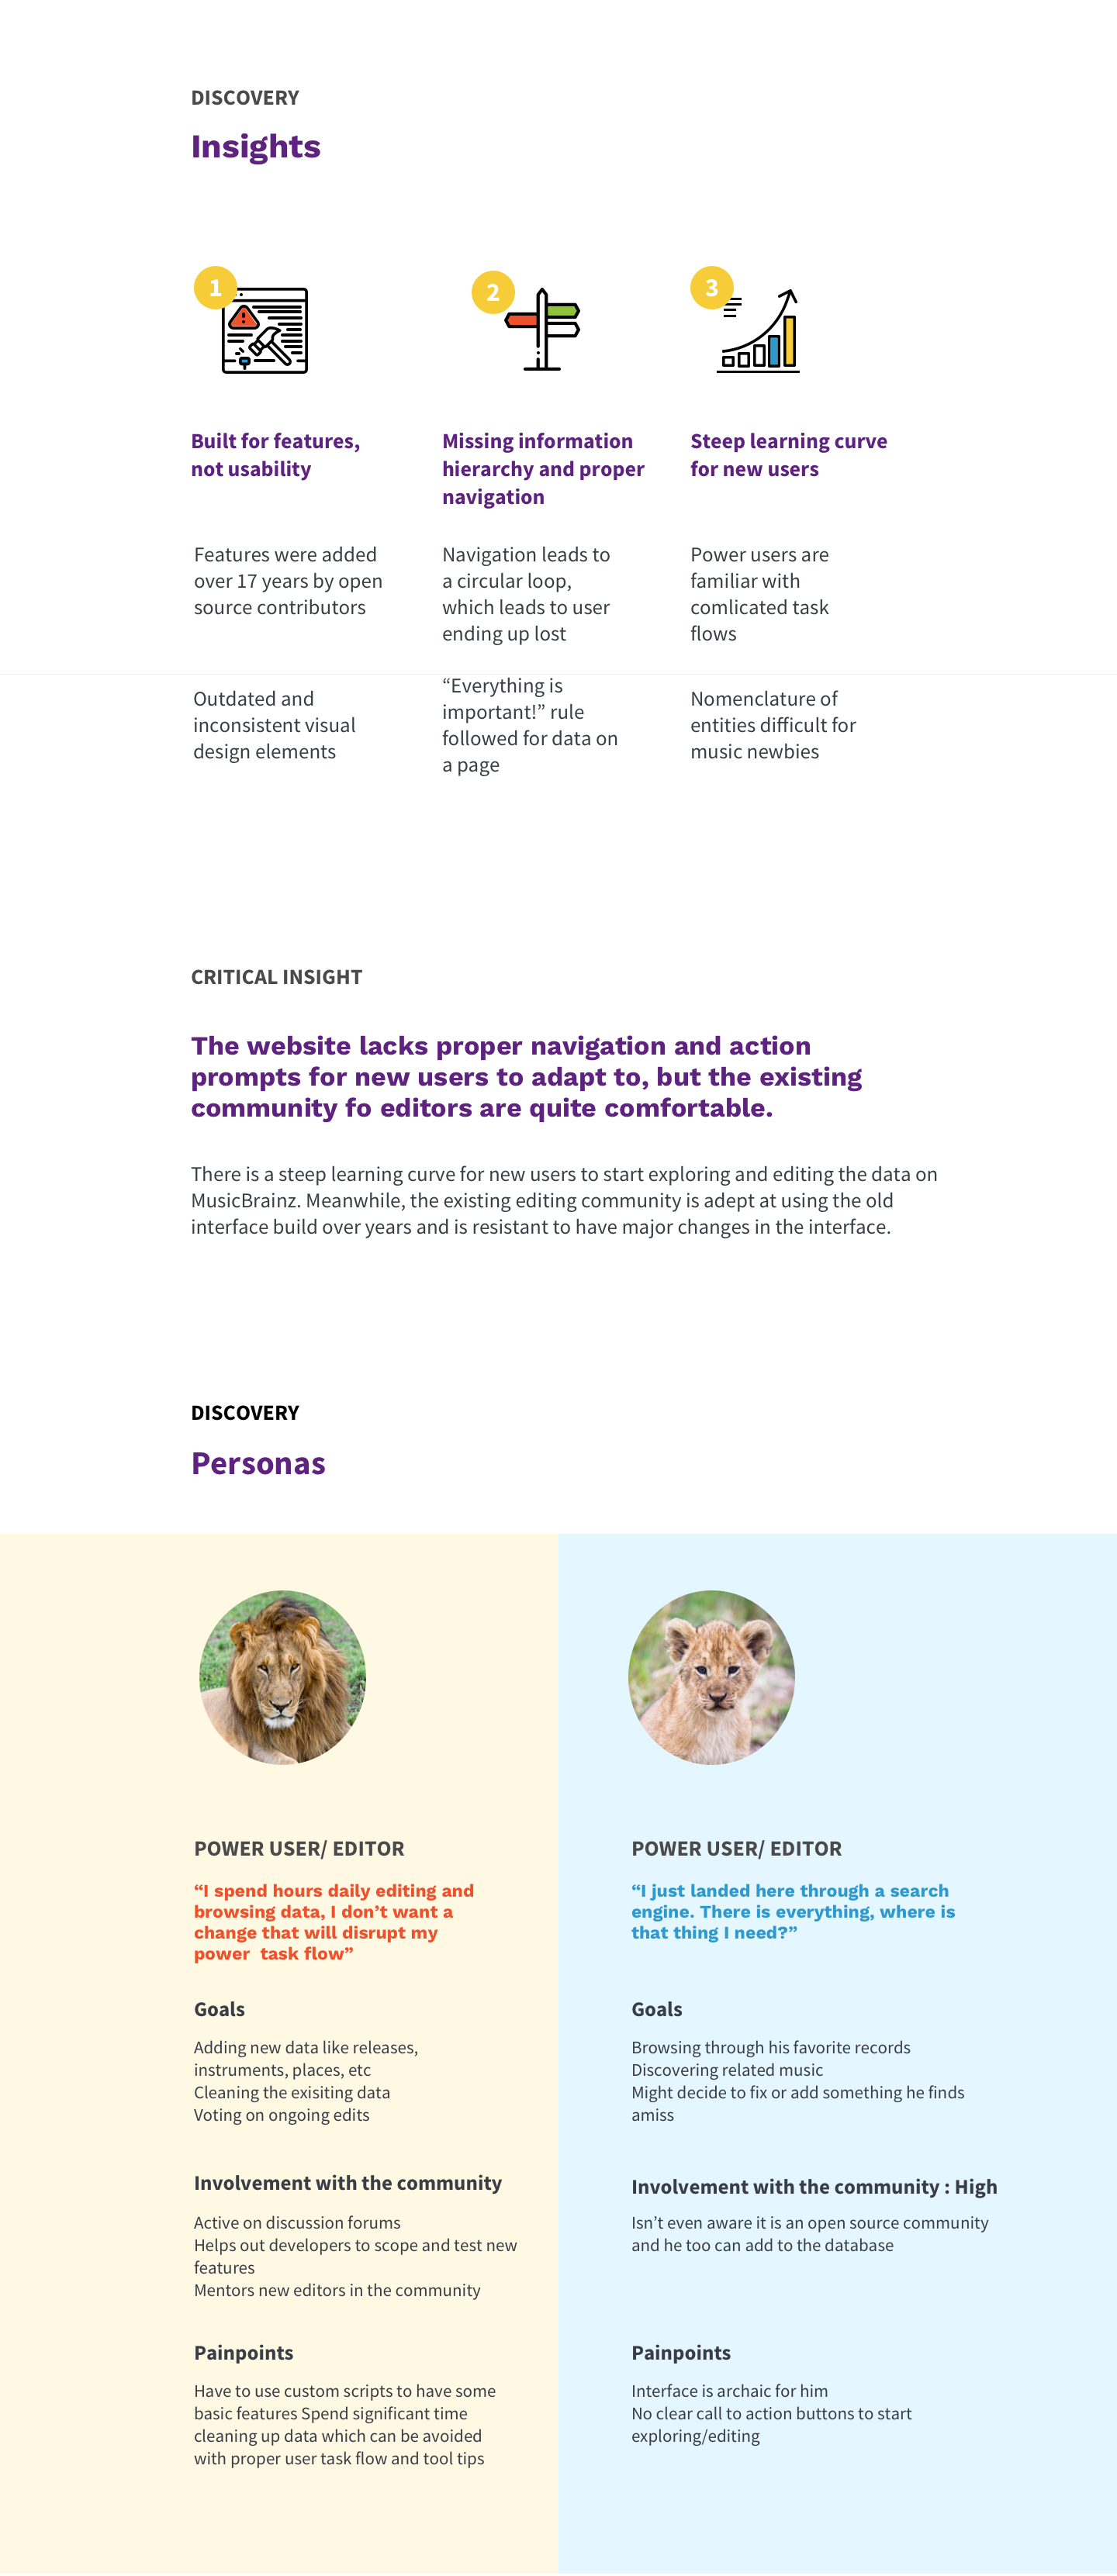 DISCOVERY
Insights
1
Built for features,
not usability
Features were added
over 17 years by open
source contributors
Outdated and
inconsistent visual
design elements
2
Missing information
hierarchy and proper
navigation
Navigation leads to
a circular loop,
which leads to user
ending up lost
“Everything is
important!” rule
followed for data on
a page
3
Steep learning curve
for new users
Power users are
familiar with
comlicated task
flows
Nomenclature of
entities difficult for
music newbies
CRITICAL INSIGHT
The website lacks proper navigation and action
prompts for new users to adapt to, but the existing
community fo editors are quite comfortable.
There is a steep learning curve for new users to start exploring and editing the data on
MusicBrainz. Meanwhile, the existing editing community is adept at using the old
interface build over years and is resistant to have major changes in the interface.
DISCOVERY
Personas
POWER USER/ EDITOR
“I spend hours daily editing and
browsing data, I don’t want a
change that will disrupt my
power  task flow”
Goals
Adding new data like releases,
instruments, places, etc
Cleaning the exisiting data
Voting on ongoing edits
Involvement with the community
Active on discussion forums
Helps out developers to scope and test new
features
Mentors new editors in the community
Painpoints
Have to use custom scripts to have some
basic features Spend significant time
cleaning up data which can be avoided
with proper user task flow and tool tips
POWER USER/ EDITOR
“I just landed here through a search
engine. There is everything, where is
that thing I need?”
Goals
Browsing through his favorite records
Discovering related music
Might decide to fix or add something he finds
amiss
Involvement with the community : High
Isn’t even aware it is an open source community
and he too can add to the database
Painpoints
Interface is archaic for him
No clear call to action buttons to start
exploring/editing